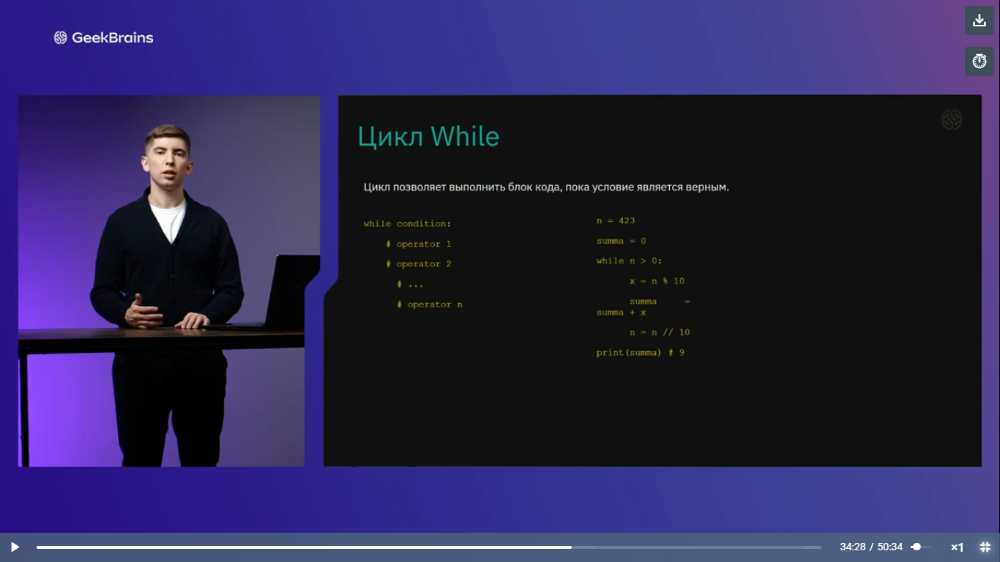 GeekBrains
Цикл While
Цикл позволяет выполнить блок кода, пока условие является верным.
while condition:
# operator 1
# operator 2
# ...
# operator n
n = 423
summa = 0
while n > 0:
x = n % 10
summa =
summa + x
n = n // 10
print(summa) # 9
34:28 / 50:34
×1